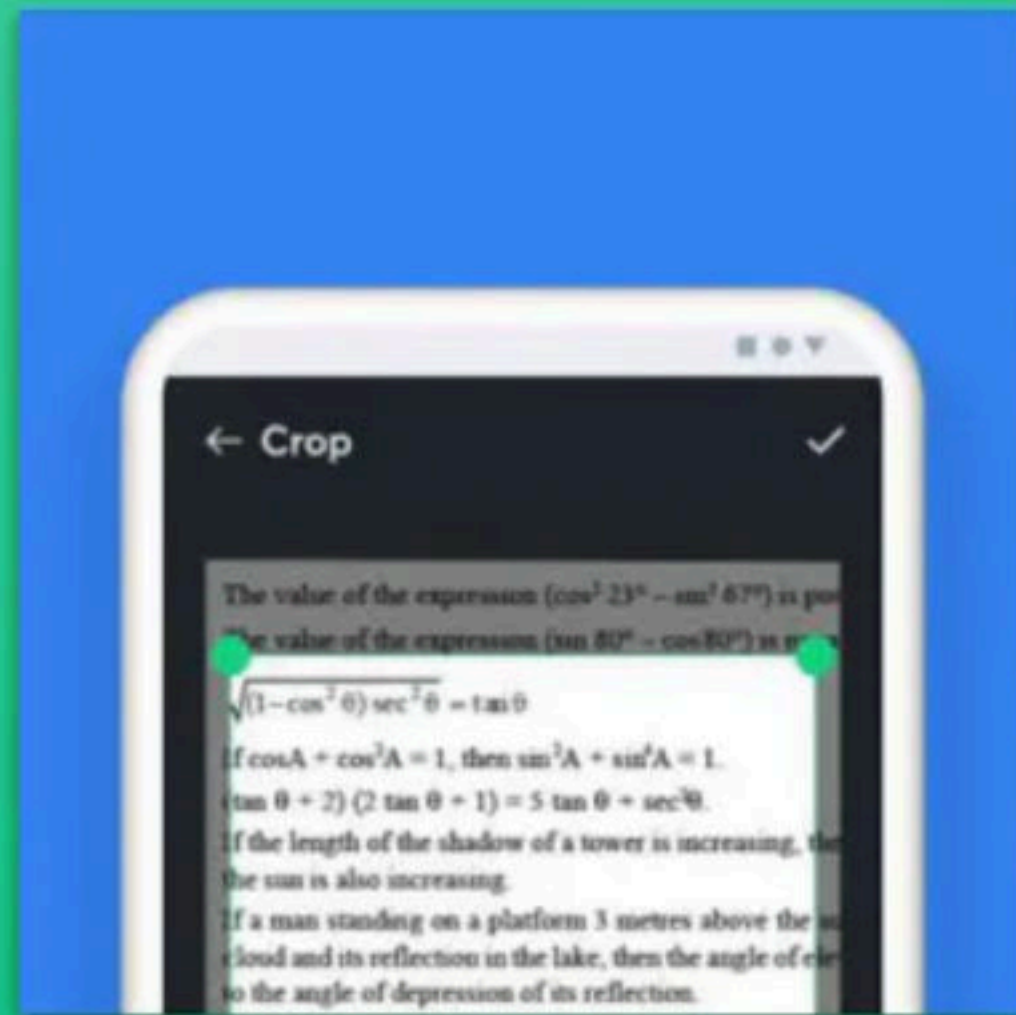 ← Crop ✓
The value of the expression (cos² 23° – sin² 67°) is pos
The value of the expression (sin 80° – cos80°) is
√(1–cos² θ) sec² θ = tan θ
If cosA + cos²A = 1, then sin²A + sin⁴A = 1.
(tan θ + 2) (2 tan θ + 1) = 5 tan θ + sec²θ.
If the length of the shadow of a tower is increasing, the
the sun is also increasing.
If a man standing on a platform 3 metres above the
cloud and its reflection in the lake, then the angle of ele
to the angle of depression of its reflection.